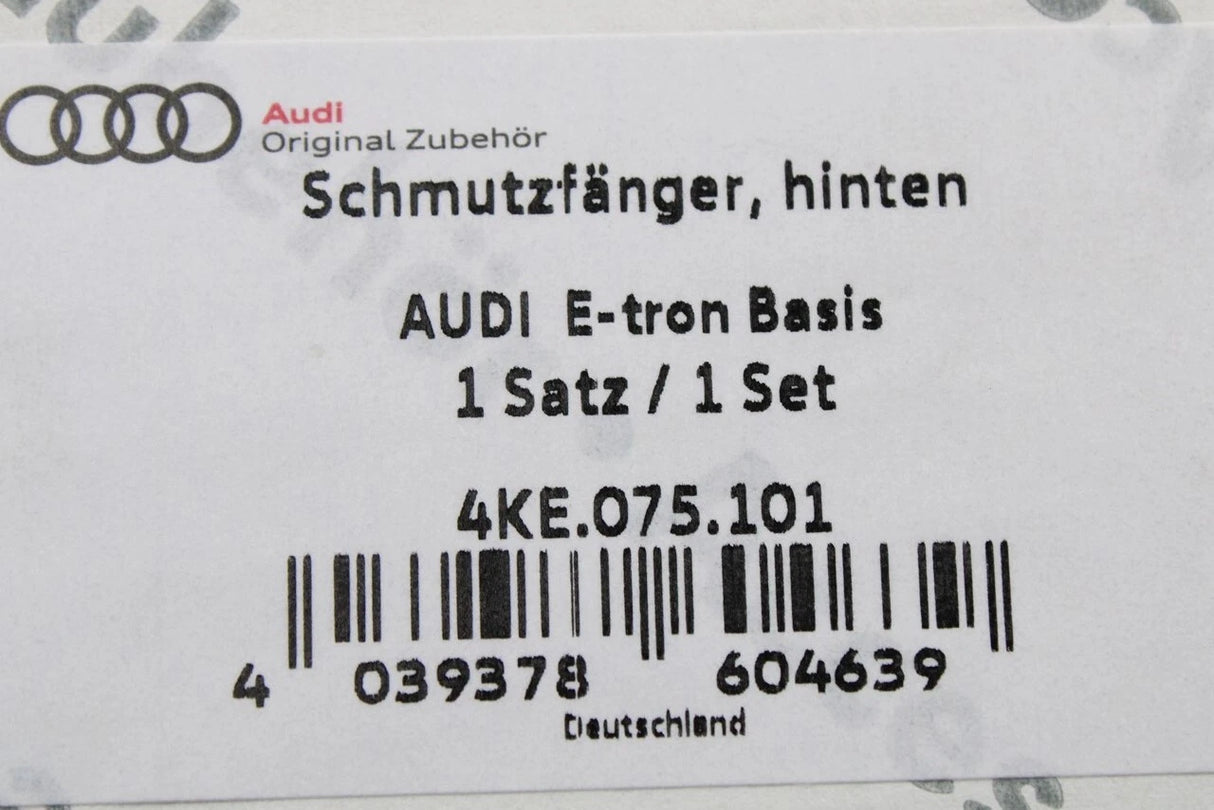 Audi
Original Zubehör
Schmutzfänger, hinten
AUDI E-tron Basis
1 Satz / 1 Set
4KE.075.101
4 039378 604639
Deutschland